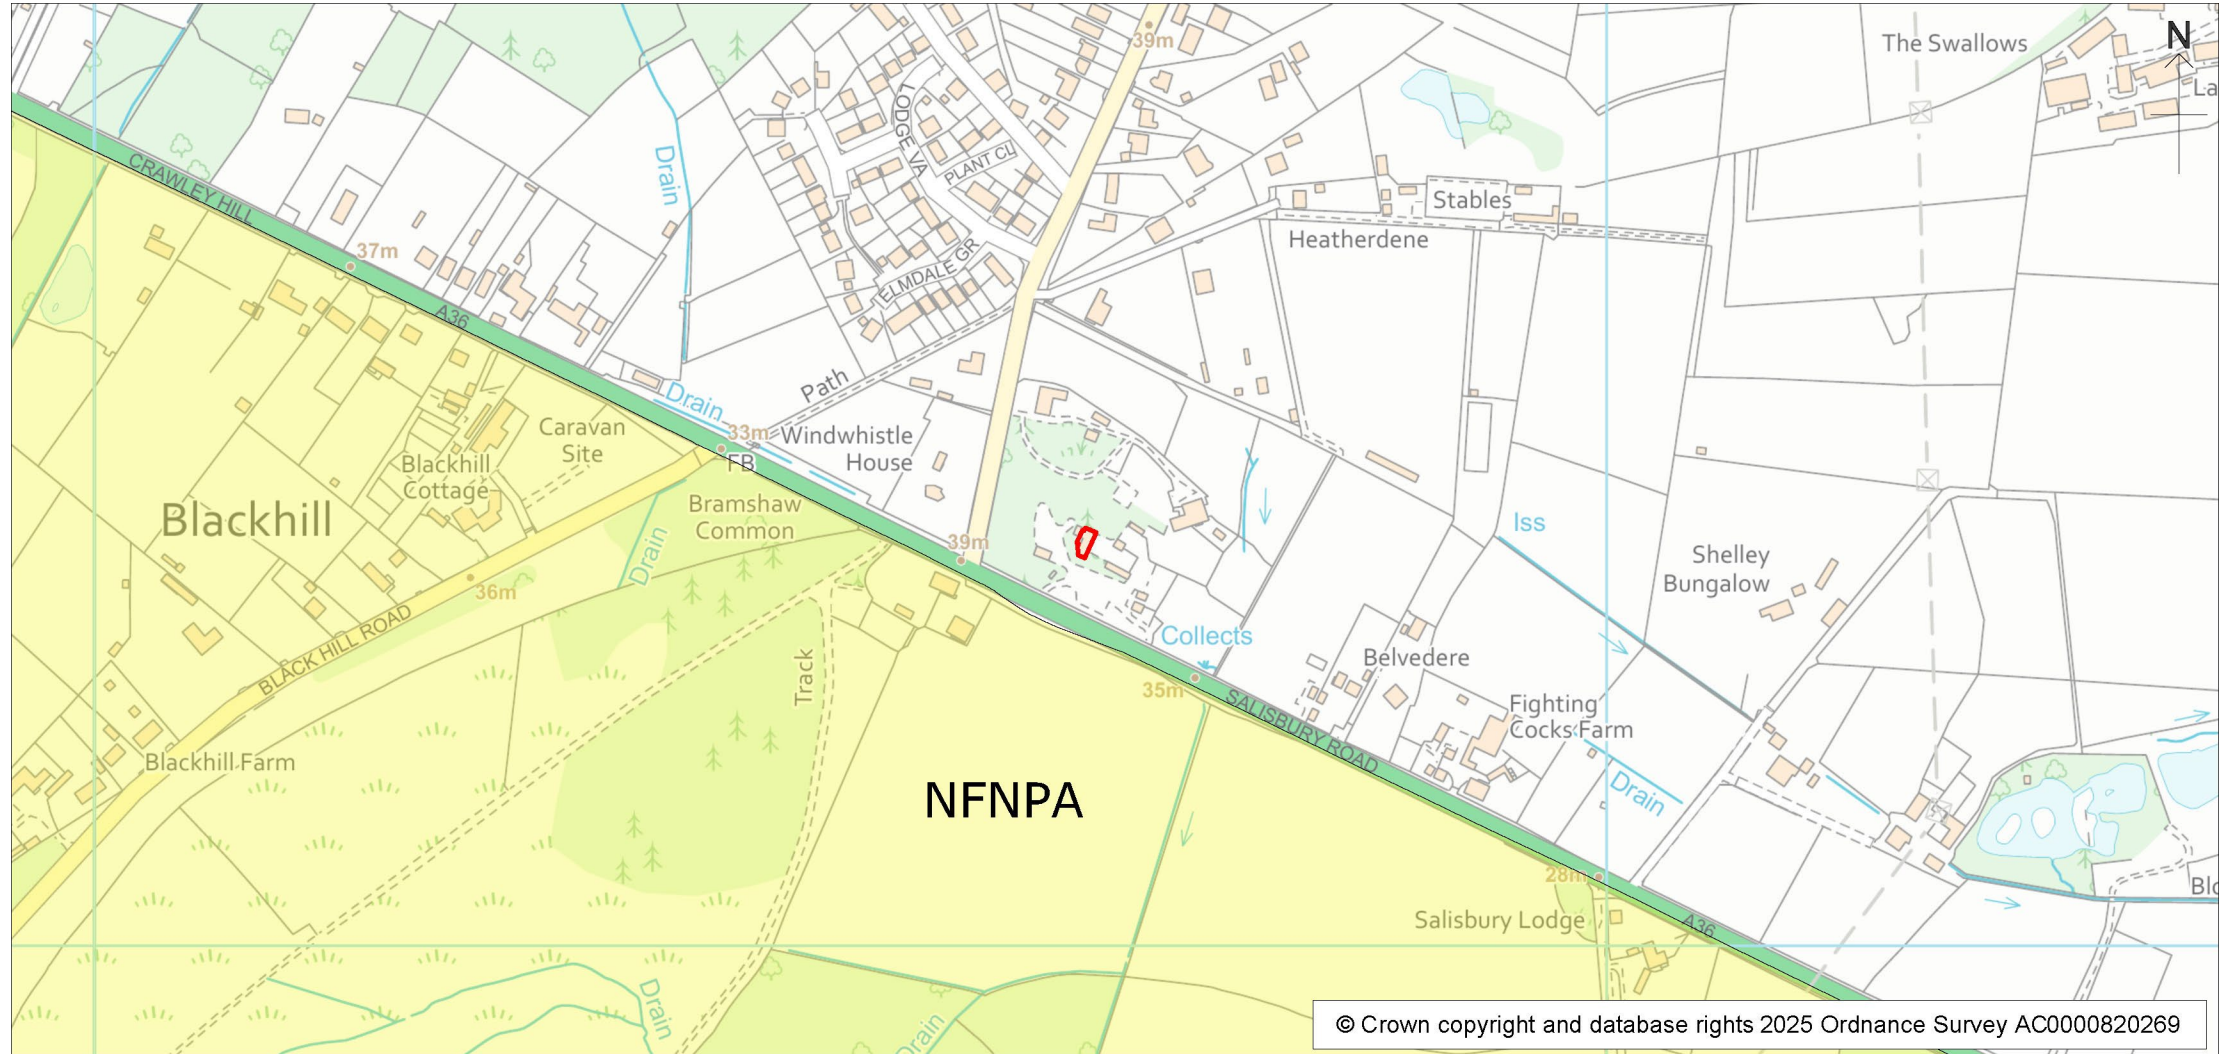 39m
The Swallows
N
La
LODGE VA
PLANT CL
Drain
CRAWLEY HILL
Stables
Heatherdene
37m
ELMDALE GR
A36
Path
Drain
33m
FB
Windwhistle
House
Caravan
Site
Blackhill
Cottage
Bramshaw
Common
Blackhill
Drain
39m
Iss
Shelley
Bungalow
36m
BLACK HILL ROAD
Track
Collects
Belvedere
35m
SALISBURY ROAD
Fighting
Cocks Farm
Drain
Blackhill Farm
NFNPA
28m
Salisbury Lodge
A36
Blo
Drain
Drain
© Crown copyright and database rights 2025 Ordnance Survey AC0000820269